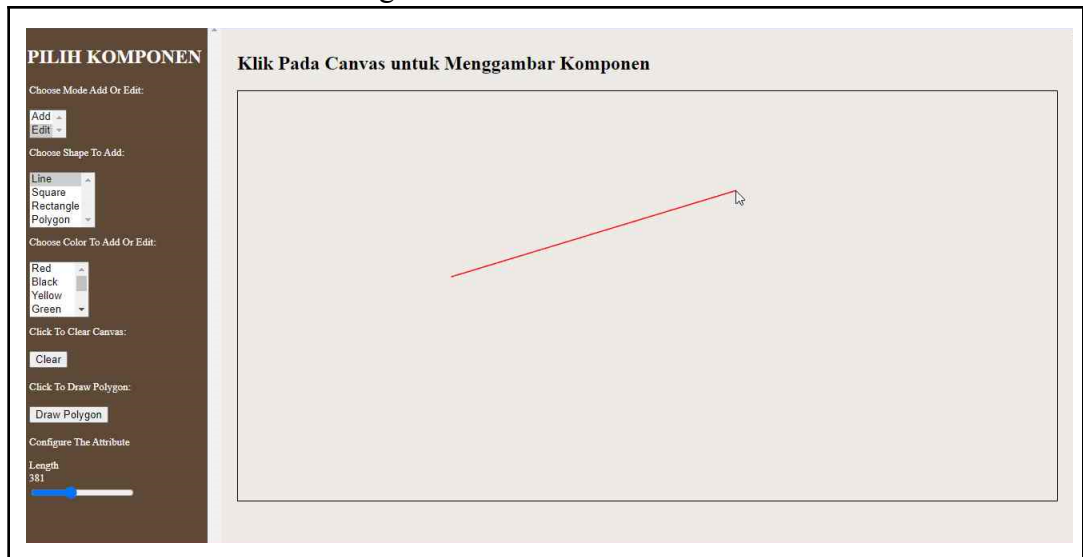 PILIH KOMPONEN
Choose Mode Add Or Edit:
Add
Edit
Choose Shape To Add:
Line
Square
Rectangle
Polygon
Choose Color To Add Or Edit:
Red
Black
Yellow
Green
Click To Clear Canvas:
Clear
Click To Draw Polygon:
Draw Polygon
Configure The Attribute
Length
381
Klik Pada Canvas untuk Menggambar Komponen